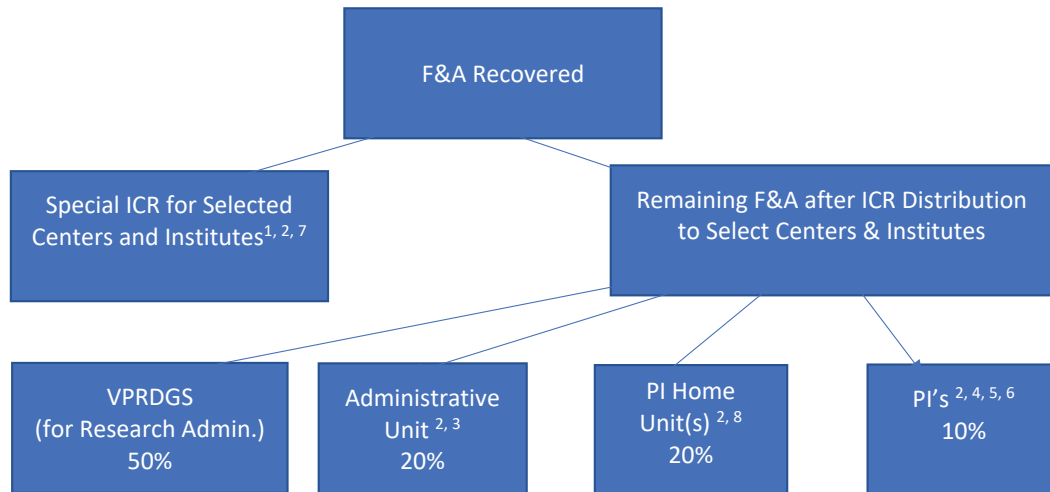 F&A Recovered
Special ICR for Selected
Centers and Institutes1, 2, 7
Remaining F&A after ICR Distribution
to Select Centers & Institutes
VPRDGS
(for Research Admin.)
50%
Administrative
Unit 2, 3
20%
PI Home
Unit(s) 2, 8
20%
PI's 2, 4, 5, 6
10%